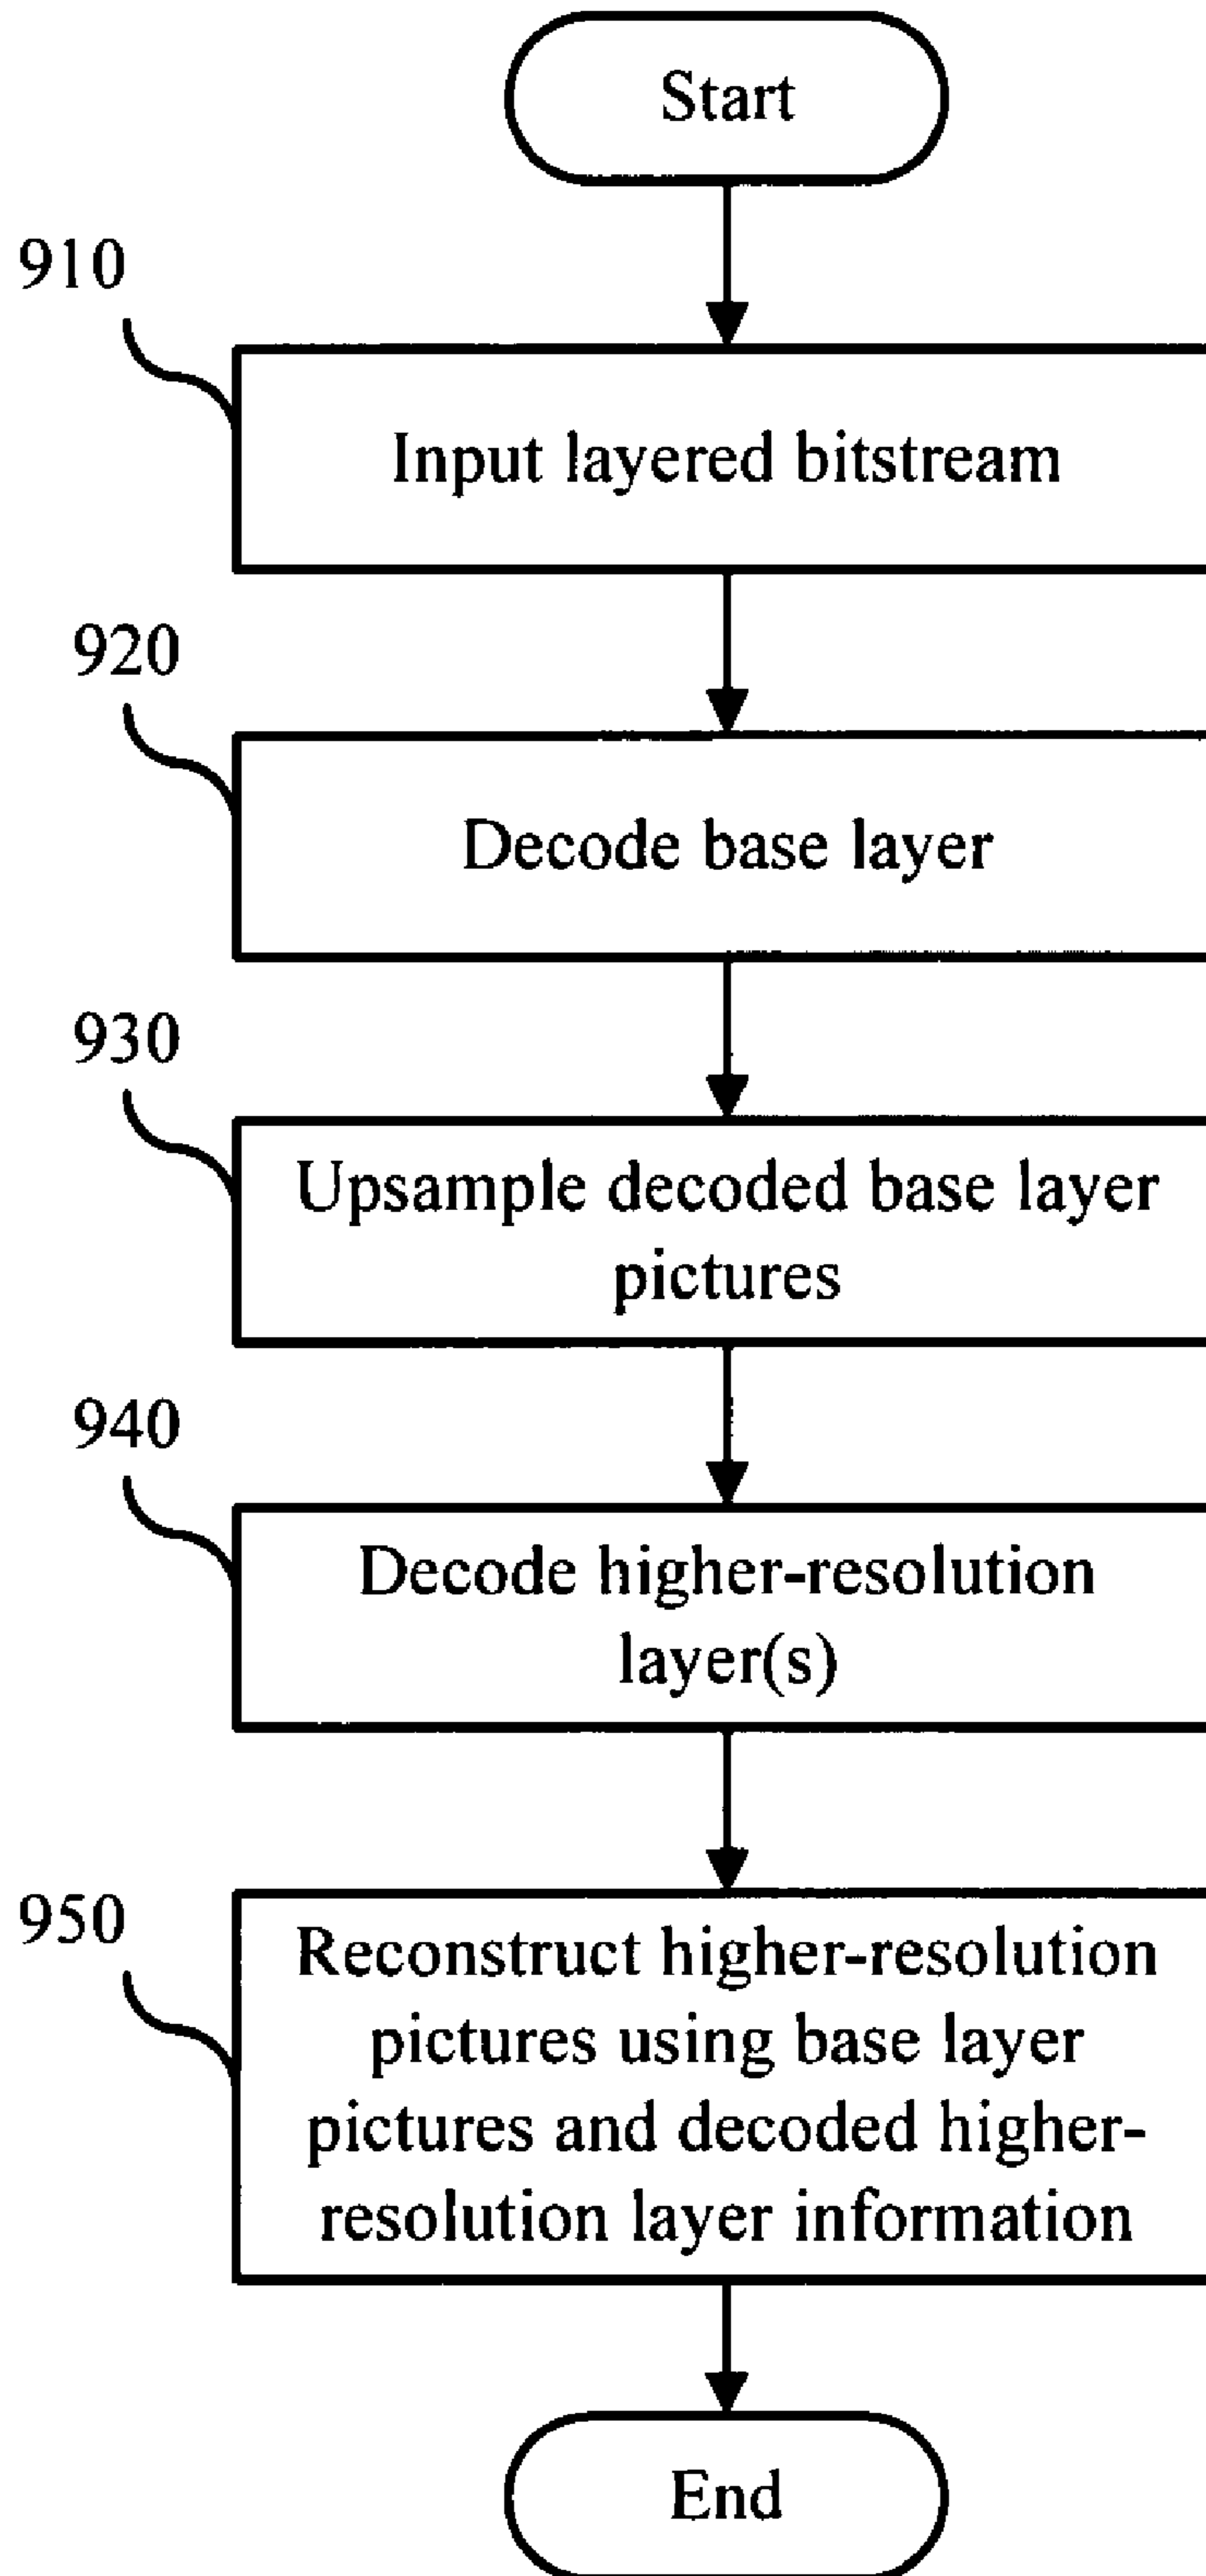 Start
910
Input layered bitstream
920
Decode base layer
930
Upsample decoded base layer
pictures
940
Decode higher-resolution
layer(s)
950
Reconstruct higher-resolution
pictures using base layer
pictures and decoded higher-
resolution layer information
End